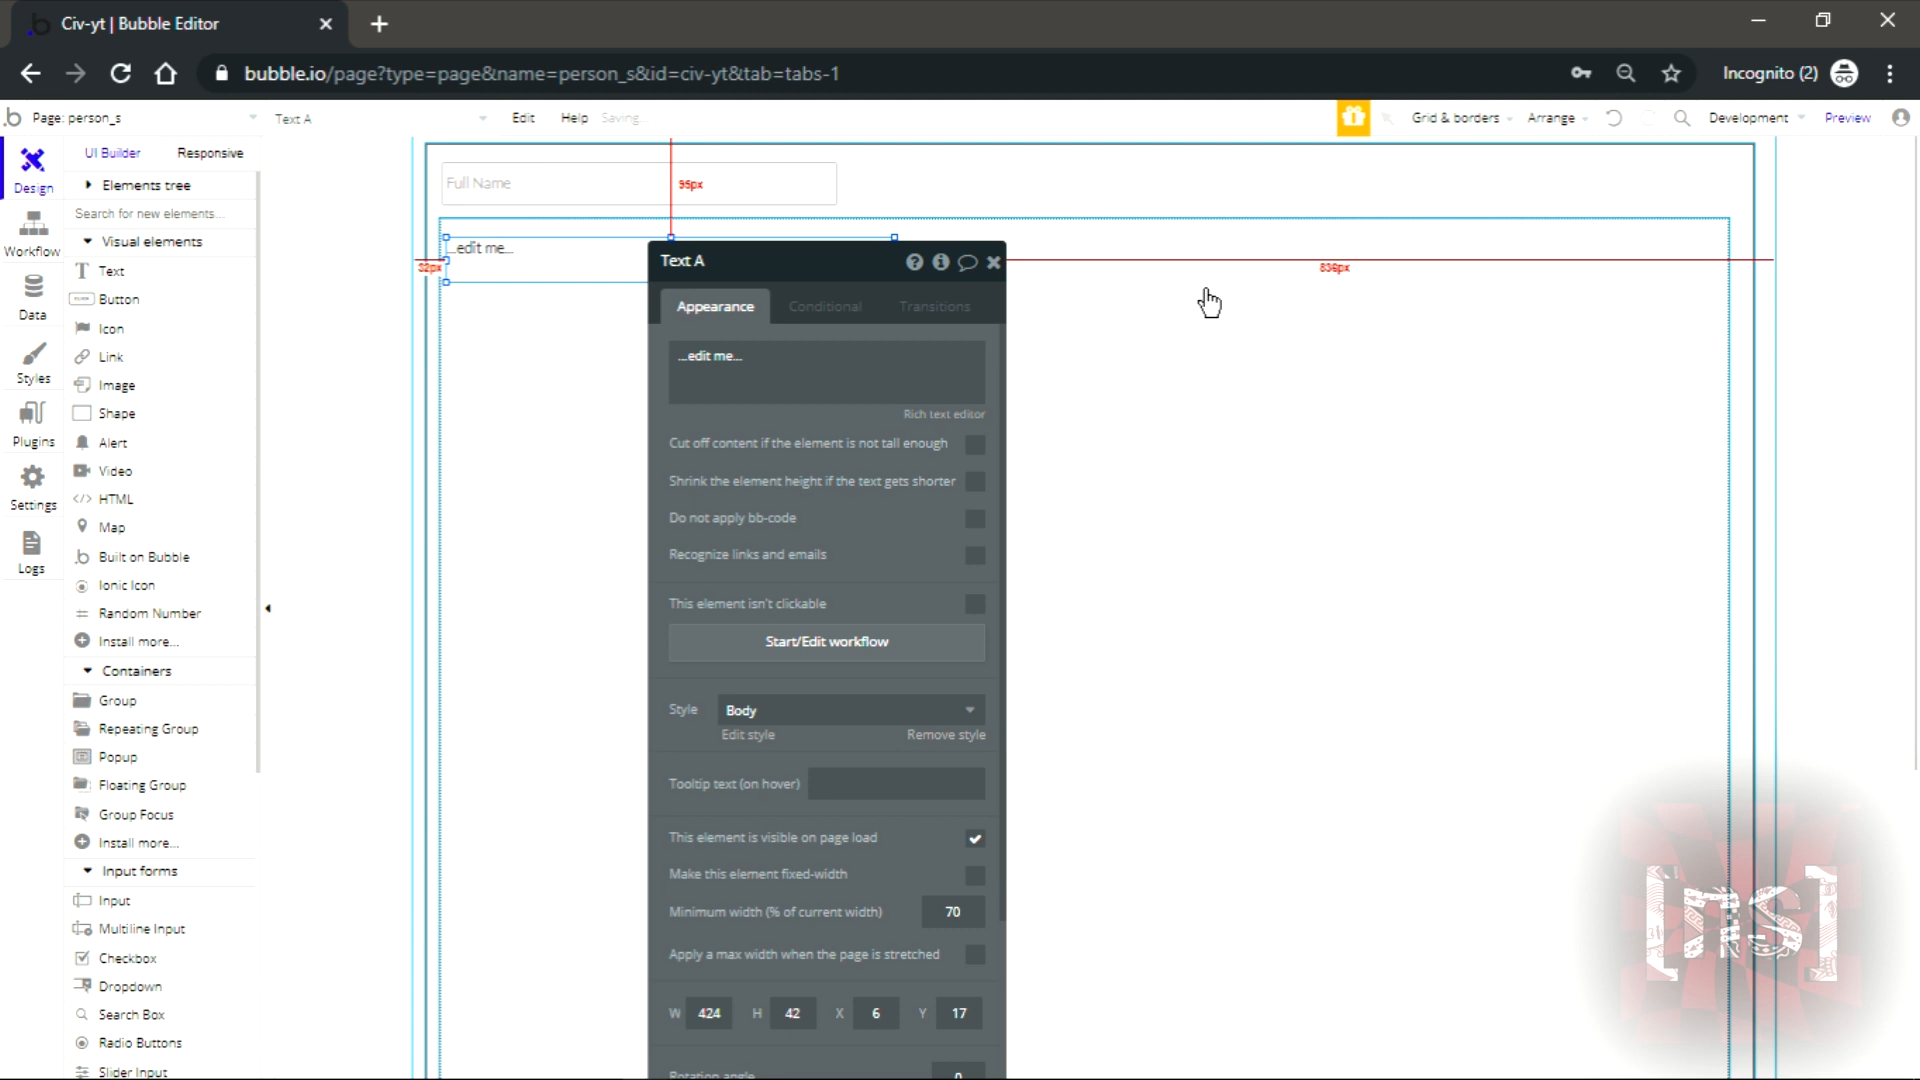 Civ-yt | Bubble Editor
bubble.io/page?type=page&name=person_s&id=civ-yt&tab=tabs-1
Incognito (2)
Page: person_s
Text A
Edit
Help
Saving...
Grid & borders
Arrange
Development
Preview
Design
Workflow
Data
Styles
Plugins
Settings
Logs
UI Builder
Responsive
Elements tree
Search for new elements...
Visual elements
Text
Button
Icon
Link
Image
Shape
Alert
Video
</> HTML
Map
Built on Bubble
Ionic Icon
Random Number
Install more...
Containers
Group
Repeating Group
Popup
Floating Group
Group Focus
Install more...
Input forms
Input
Multiline Input
Checkbox
Dropdown
Search Box
Radio Buttons
Slider Input
Full Name
95px
...edit me...
32px
836px
Text A
Appearance
Conditional
Transitions
...edit me...
Rich text editor
Cut off content if the element is not tall enough
Shrink the element height if the text gets shorter
Do not apply bb-code
Recognize links and emails
This element isn't clickable
Start/Edit workflow
Style Body
Edit style
Remove style
Tooltip text (on hover)
This element is visible on page load
Make this element fixed-width
Minimum width (% of current width) 70
Apply a max width when the page is stretched
W 424 H 42 X 6 Y 17
Rotation angle 0
[ns]